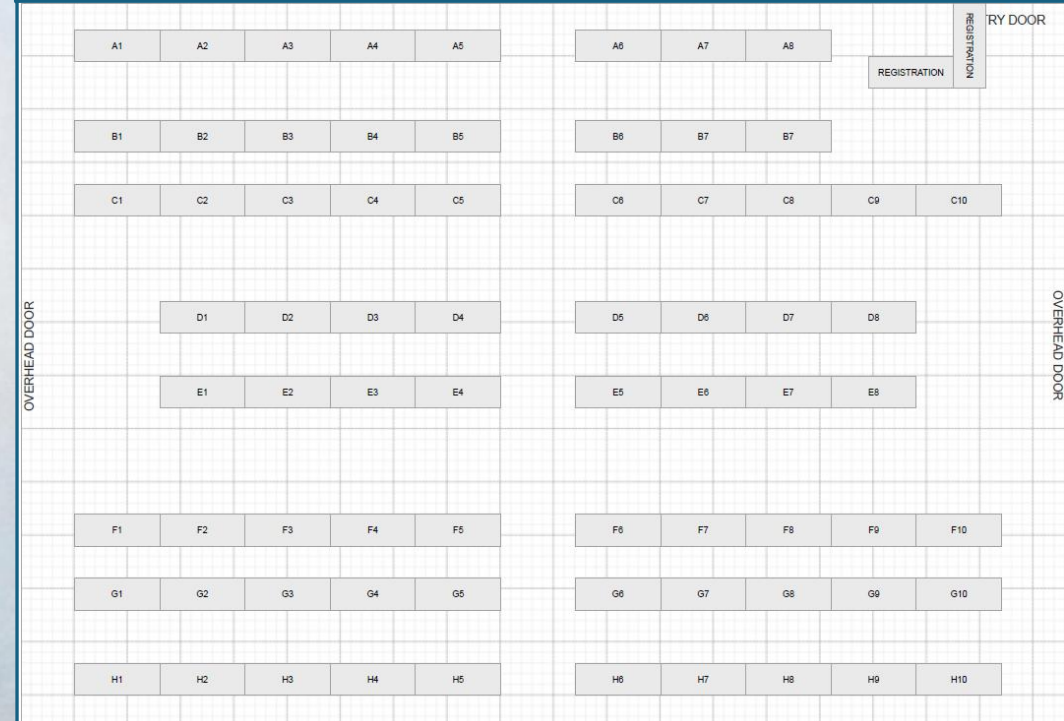 REGISTRATION
RY DOOR
A1 A2 A3 A4 A5 A6 A7 A8
REGISTRATION
B1 B2 B3 B4 B5 B6 B7 B7
C1 C2 C3 C4 C5 C6 C7 C8 C9 C10
OVERHEAD DOOR
OVERHEAD DOOR
D1 D2 D3 D4 D5 D6 D7 D8
E1 E2 E3 E4 E5 E6 E7 E8
F1 F2 F3 F4 F5 F6 F7 F8 F9 F10
G1 G2 G3 G4 G5 G6 G7 G8 G9 G10
H1 H2 H3 H4 H5 H6 H7 H8 H9 H10